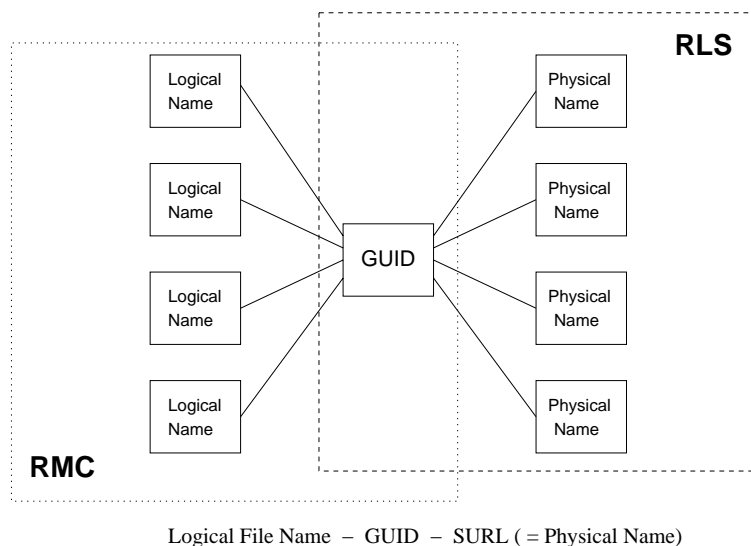 RLS
Logical
Name
Physical
Name
Logical
Name
Physical
Name
GUID
Logical
Name
Physical
Name
Logical
Name
Physical
Name
RMC
Logical File Name – GUID – SURL ( = Physical Name)